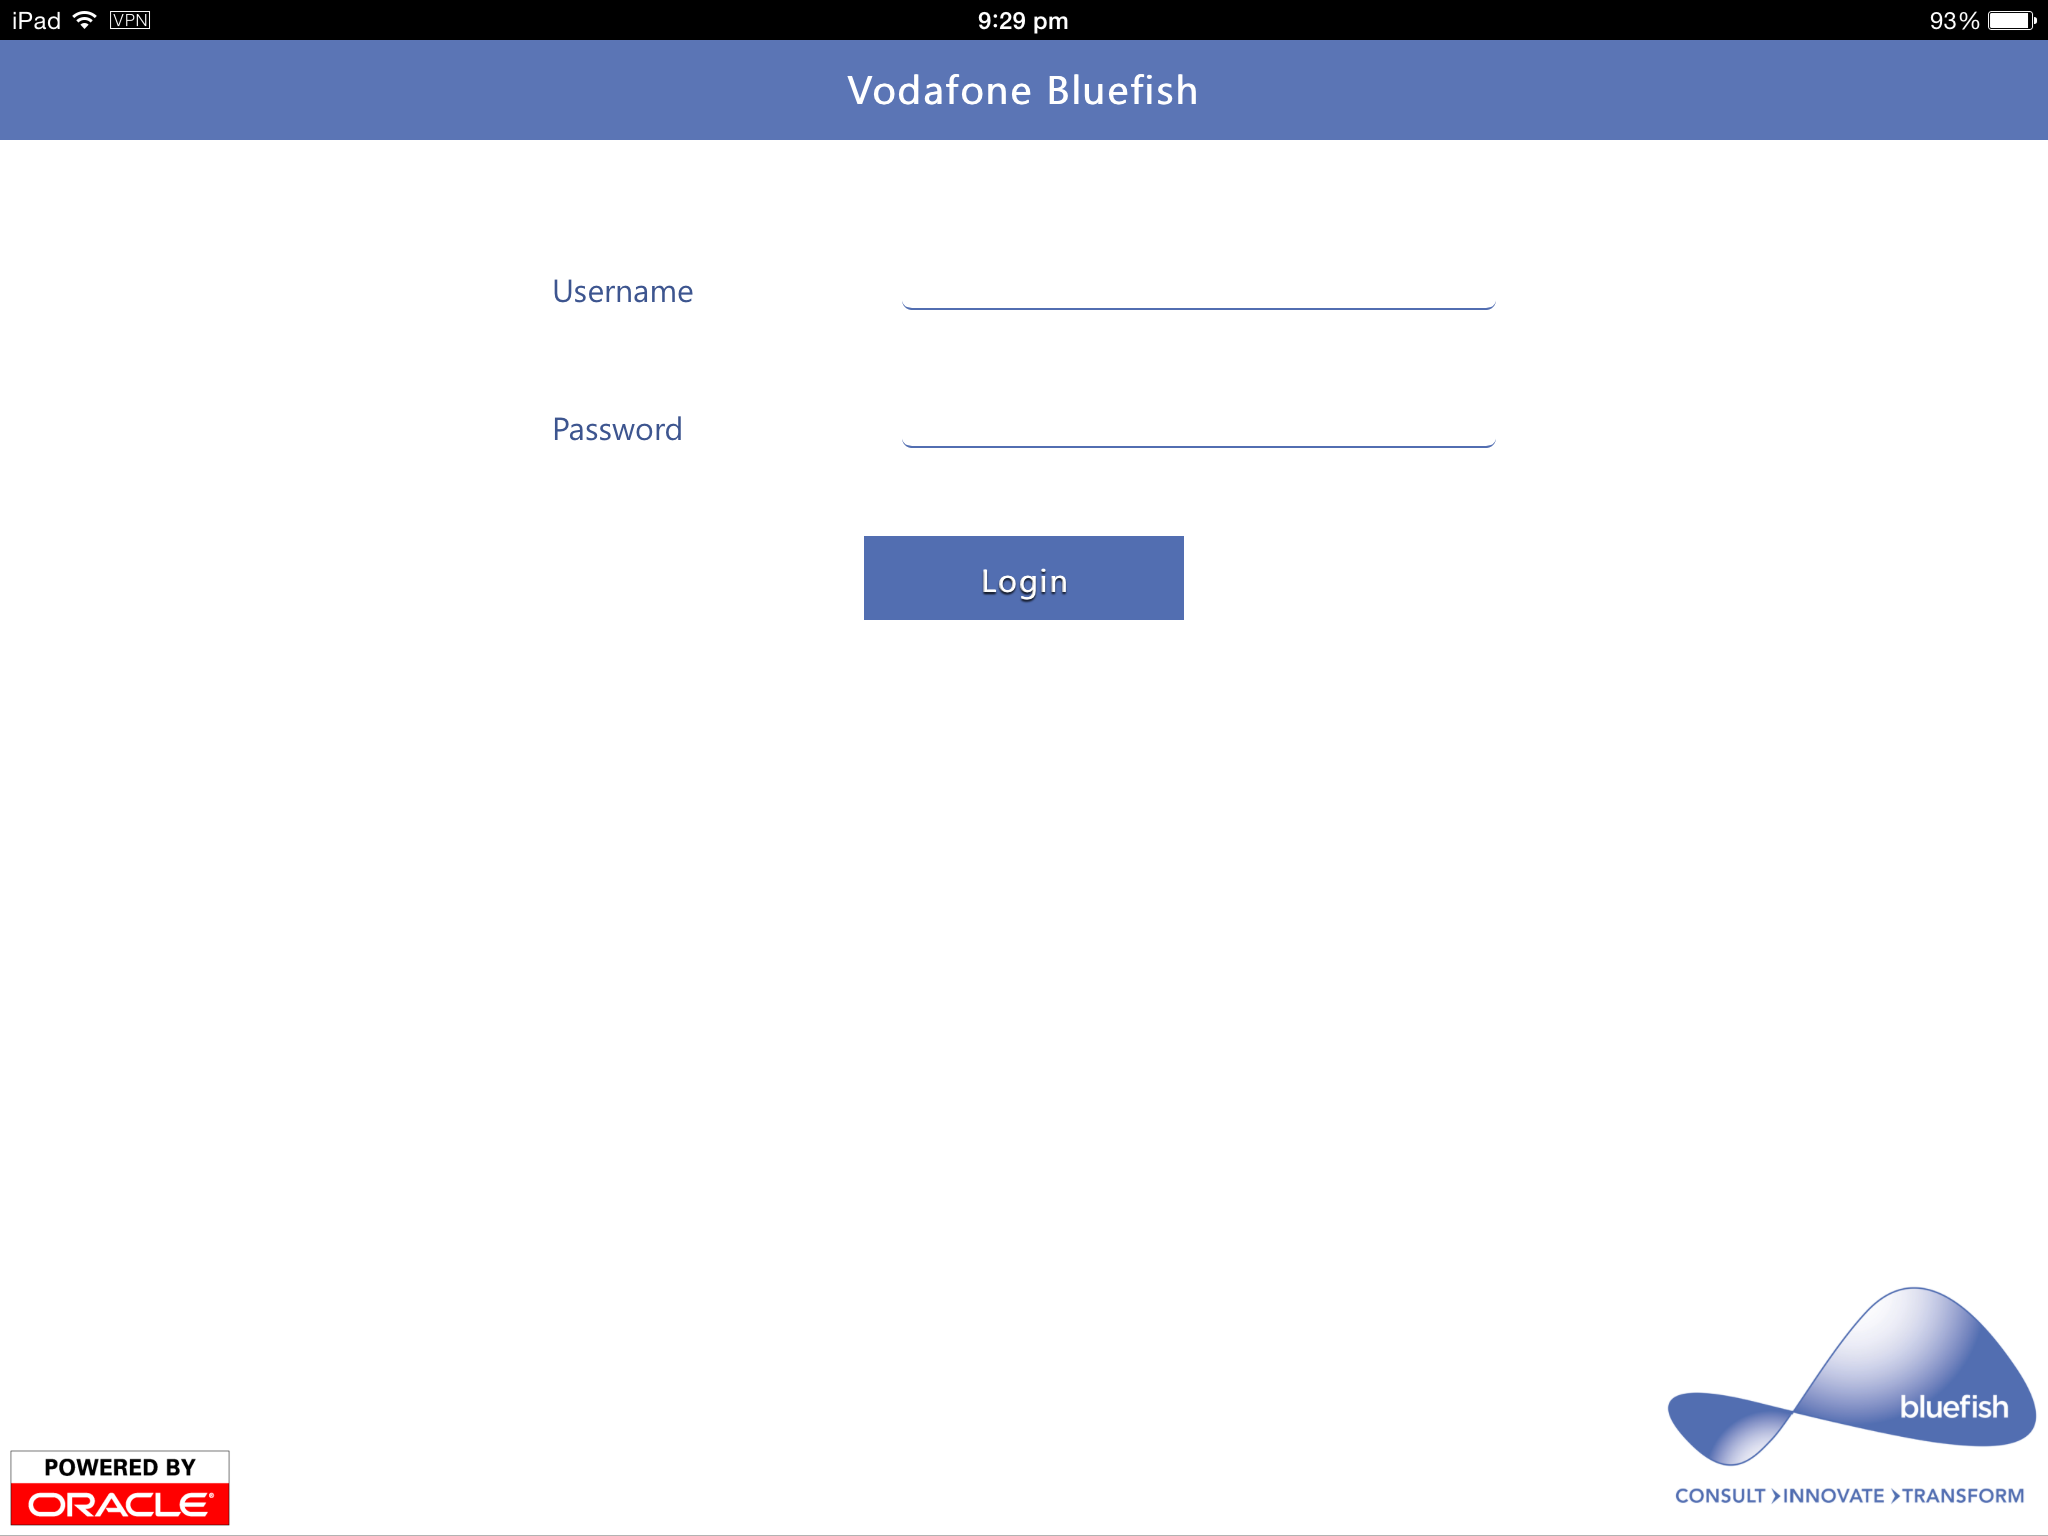 iPad VPN 9:29 pm 93%
Vodafone Bluefish
Username
Password
Login
bluefish
CONSULT INNOVATE TRANSFORM
POWERED BY
ORACLE®